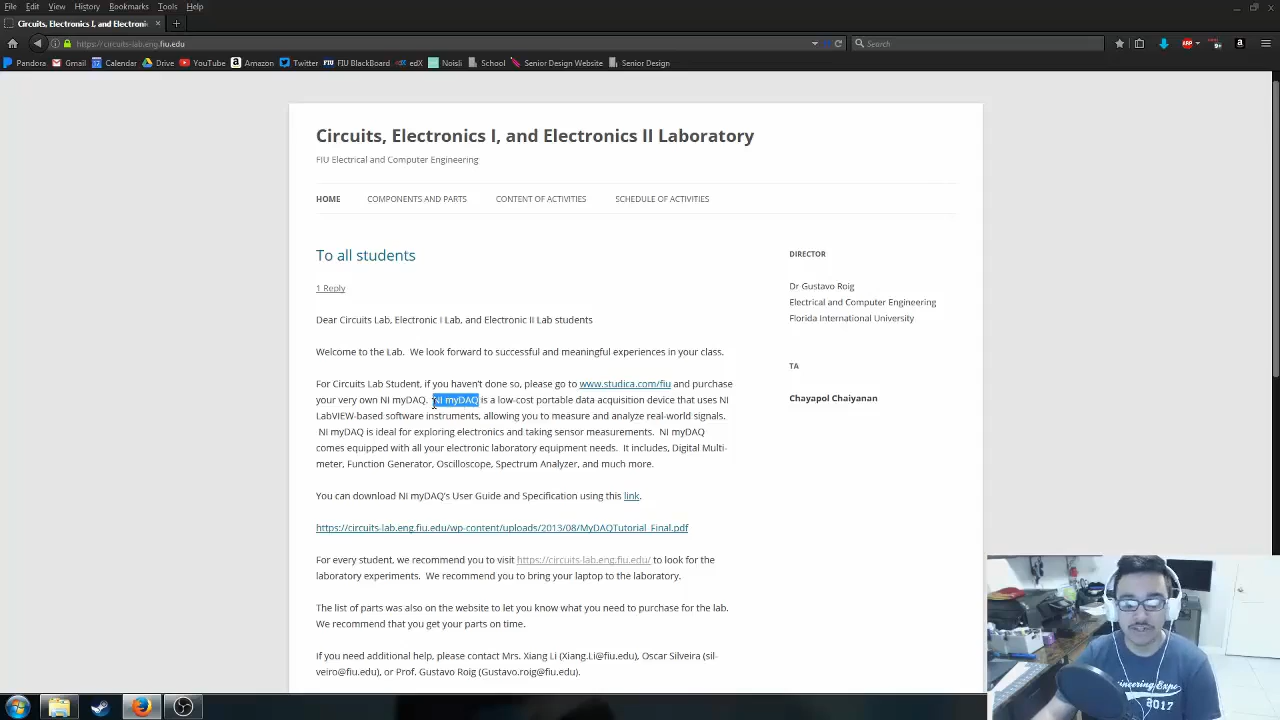 File Edit View History Bookmarks Tools Help
Circuits, Electronics I, and Electroni
https://circuits-lab.eng.fiu.edu
Search
Pandora Gmail Calendar Drive YouTube Amazon Twitter FIU BlackBoard edX Noisli School Senior Design Website Senior Design
Circuits, Electronics I, and Electronics II Laboratory
FIU Electrical and Computer Engineering
HOME COMPONENTS AND PARTS CONTENT OF ACTIVITIES SCHEDULE OF ACTIVITIES
To all students
1 Reply
Dear Circuits Lab, Electronic I Lab, and Electronic II Lab students
Welcome to the Lab. We look forward to successful and meaningful experiences in your class.
For Circuits Lab Student, if you haven't done so, please go to www.studica.com/fiu and purchase
your very own NI myDAQ. NI myDAQ is a low-cost portable data acquisition device that uses NI
LabVIEW-based software instruments, allowing you to measure and analyze real-world signals.
NI myDAQ is ideal for exploring electronics and taking sensor measurements. NI myDAQ
comes equipped with all your electronic laboratory equipment needs. It includes, Digital Multi-
meter, Function Generator, Oscilloscope, Spectrum Analyzer, and much more.
You can download NI myDAQ's User Guide and Specification using this link.
https://circuits-lab.eng.fiu.edu/wp-content/uploads/2013/08/MyDAQTutorial_Final.pdf
For every student, we recommend you to visit https://circuits-lab.eng.fiu.edu/ to look for the
laboratory experiments. We recommend you to bring your laptop to the laboratory.
The list of parts was also on the website to let you know what you need to purchase for the lab.
We recommend that you get your parts on time.
If you need additional help, please contact Mrs. Xiang Li (Xiang.Li@fiu.edu), Oscar Silveira (sil-
veiro@fiu.edu), or Prof. Gustavo Roig (Gustavo.roig@fiu.edu).
DIRECTOR
Dr Gustavo Roig
Electrical and Computer Engineering
Florida International University
TA
Chayapol Chaiyanan
2017